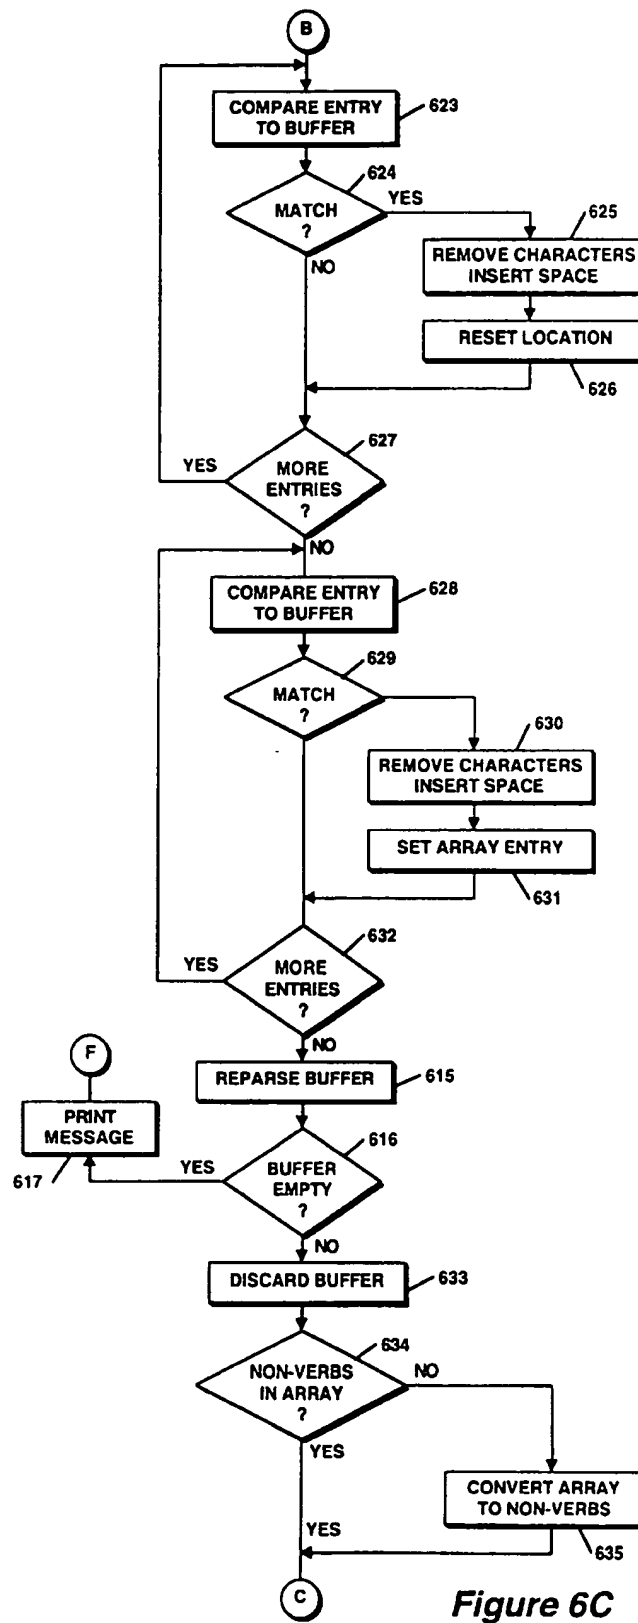 B
COMPARE ENTRY
TO BUFFER
623
624
MATCH
?
YES
NO
625
REMOVE CHARACTERS
INSERT SPACE
RESET LOCATION
626
627
YES
MORE
ENTRIES
?
NO
COMPARE ENTRY
TO BUFFER
628
629
MATCH
?
630
REMOVE CHARACTERS
INSERT SPACE
SET ARRAY ENTRY
631
632
YES
MORE
ENTRIES
?
NO
F
REPARSE BUFFER
615
PRINT
MESSAGE
617
YES
616
BUFFER
EMPTY
?
NO
DISCARD BUFFER
633
634
NON-VERBS
IN ARRAY
?
NO
YES
CONVERT ARRAY
TO NON-VERBS
YES
635
C
Figure 6C